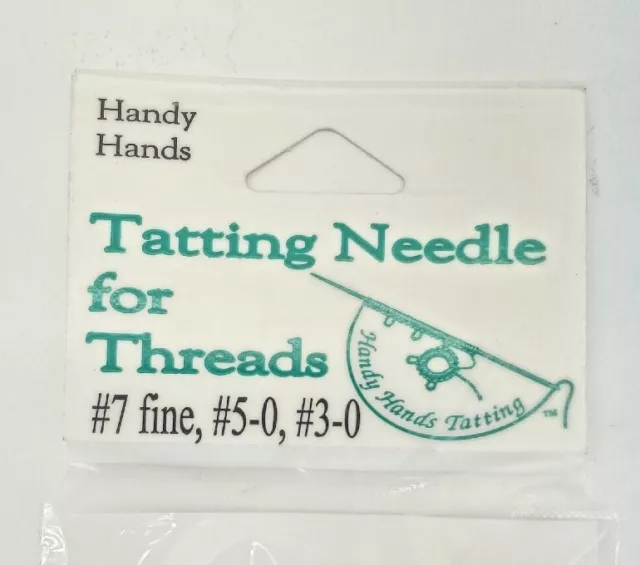 Handy
Hands
Tatting Needle
for
Threads
#7 fine, #5-0, #3-0
Handy Hands Tatting
TM